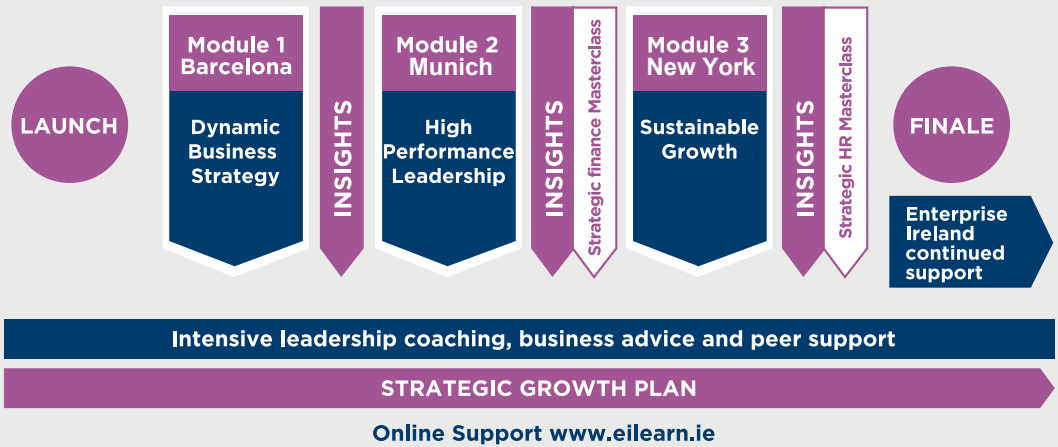 LAUNCH
Module 1
Barcelona
Dynamic
Business
Strategy
INSIGHTS
Module 2
Munich
High
Performance
Leadership
INSIGHTS
Strategic finance Masterclass
Module 3
New York
Sustainable
Growth
INSIGHTS
Strategic HR Masterclass
FINALE
Enterprise
Ireland
continued
support
Intensive leadership coaching, business advice and peer support
STRATEGIC GROWTH PLAN
Online Support www.eilearn.ie